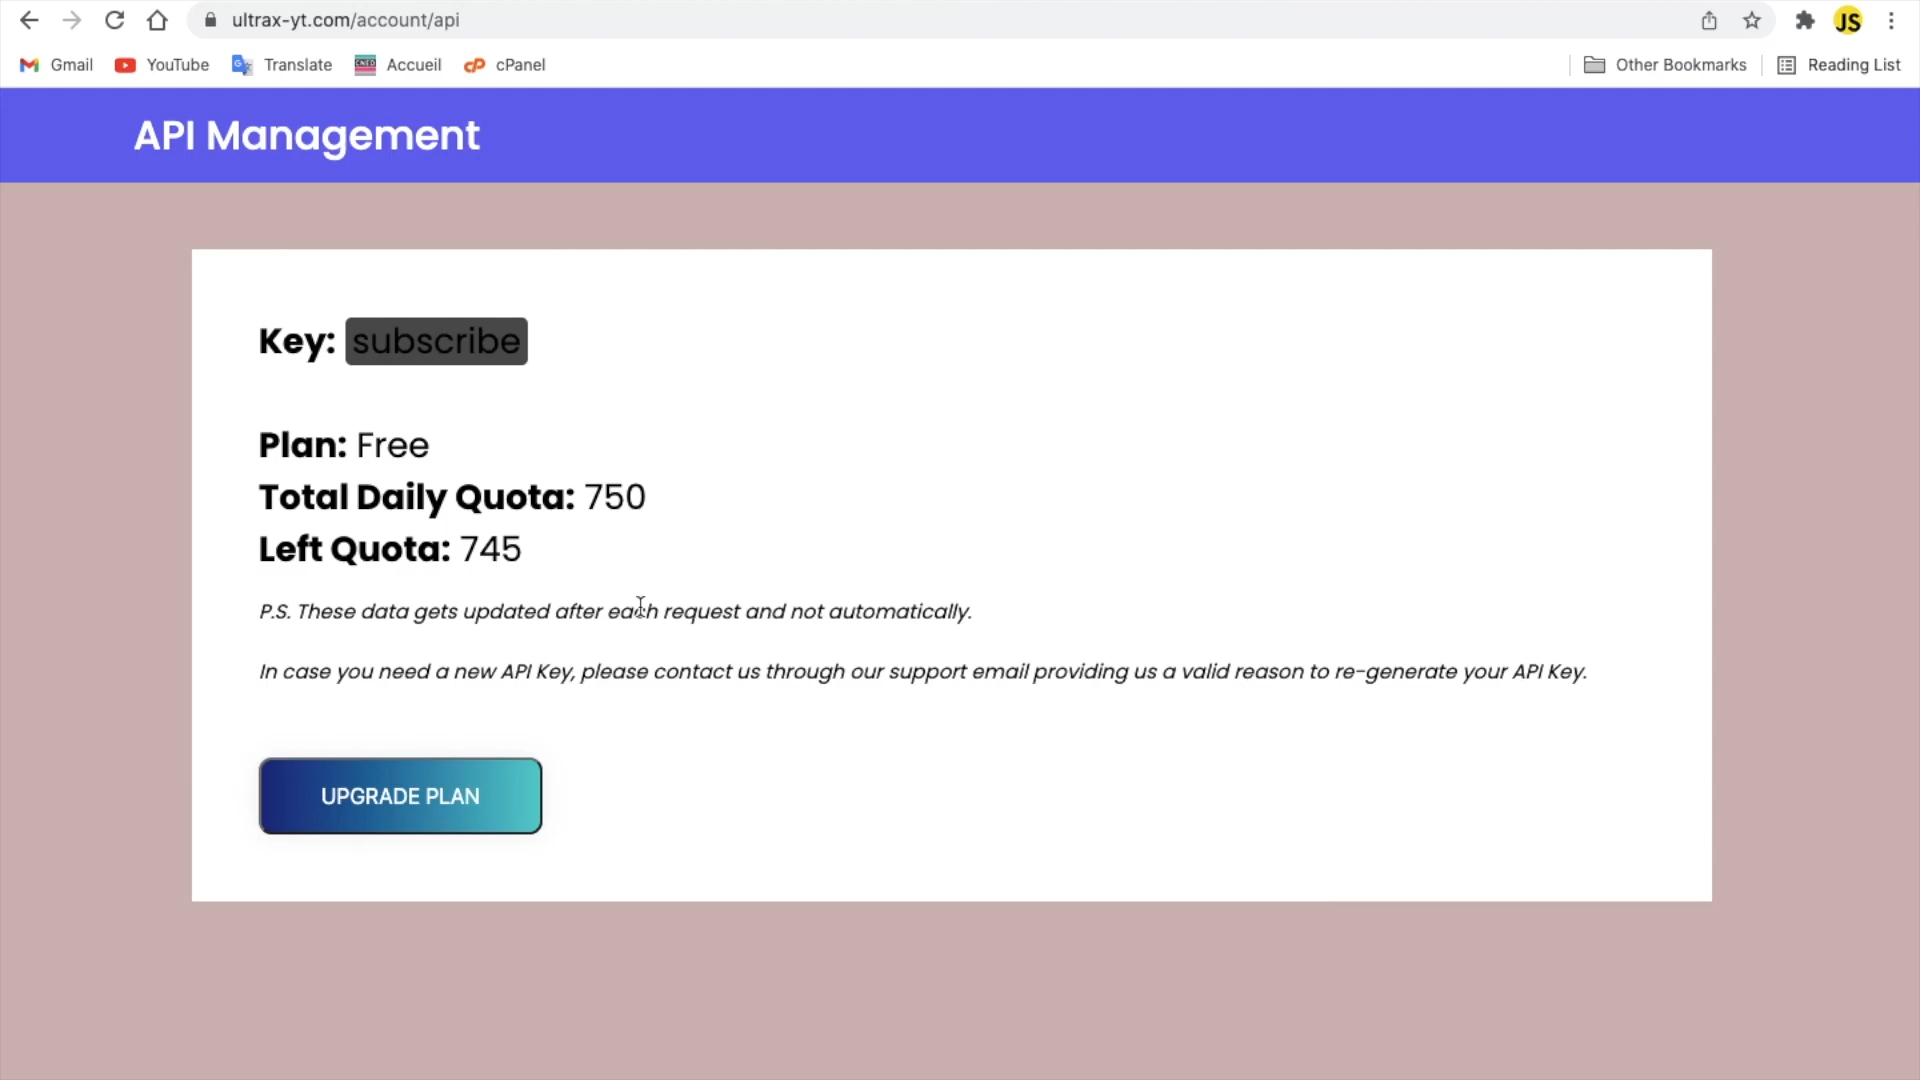 ultrax-yt.com/account/api
JS
Gmail YouTube Translate CNED Accueil cP cPanel Other Bookmarks Reading List
API Management
Key: subscribe
Plan: Free
Total Daily Quota: 750
Left Quota: 745
P.S. These data gets updated after each request and not automatically.
In case you need a new API Key, please contact us through our support email providing us a valid reason to re-generate your API Key.
UPGRADE PLAN